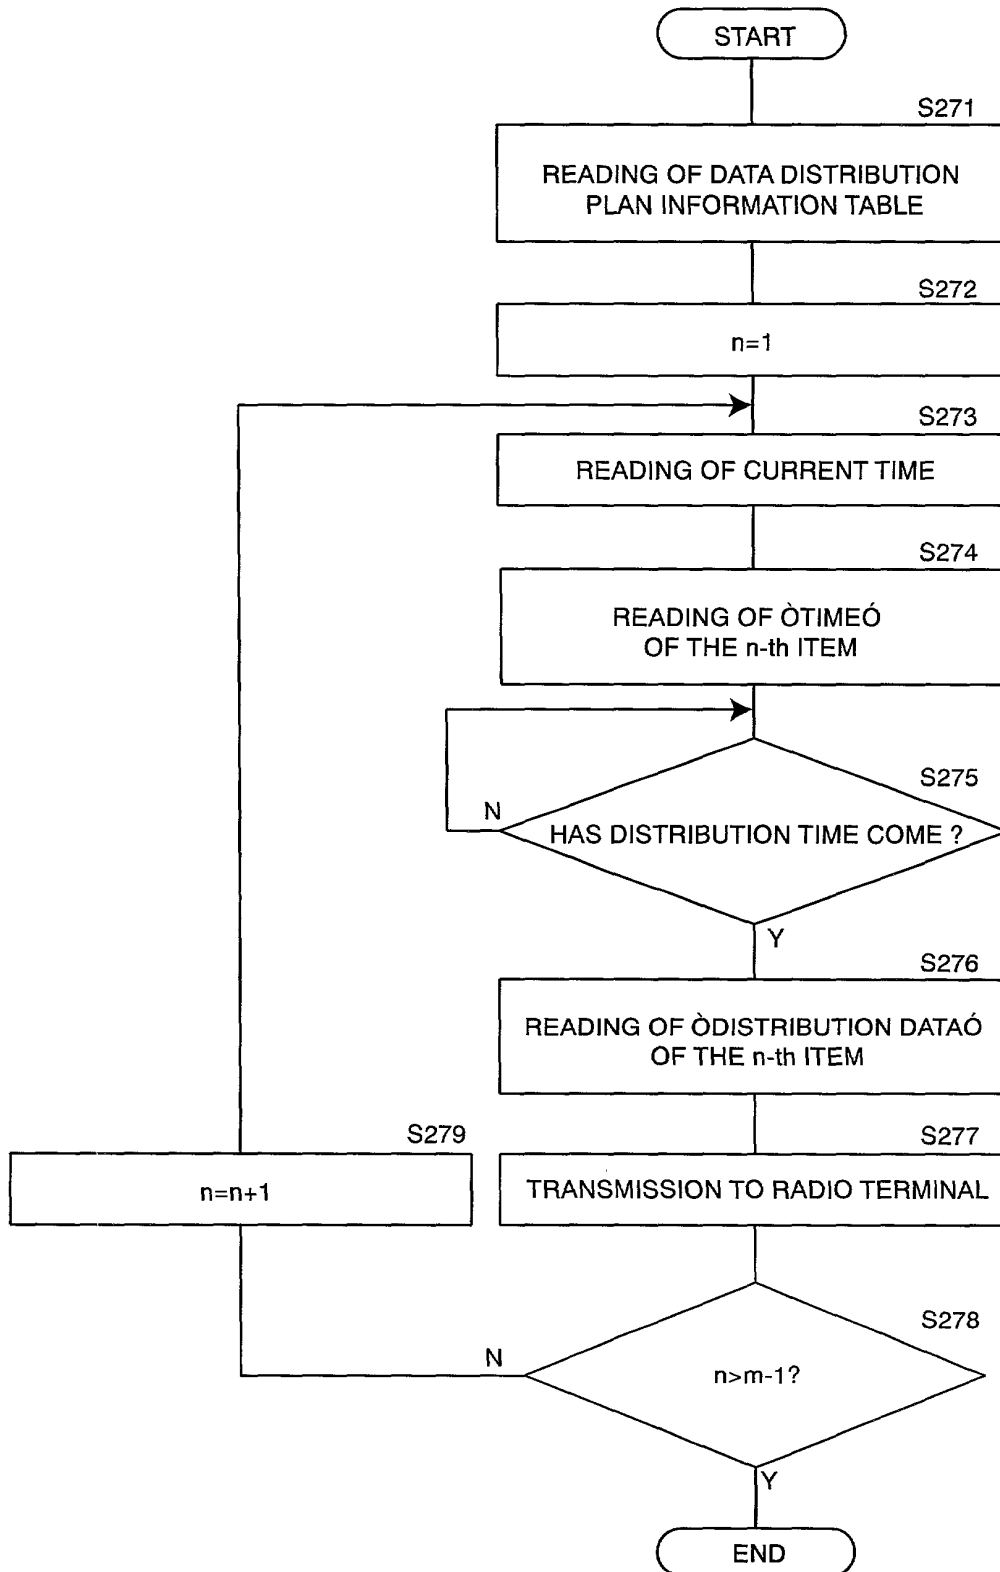 START
S271
READING OF DATA DISTRIBUTION
PLAN INFORMATION TABLE
S272
n=1
S273
READING OF CURRENT TIME
S274
READING OF ÒTIMEÓ
OF THE n-th ITEM
S275
N
HAS DISTRIBUTION TIME COME ?
Y
S276
READING OF ÒDISTRIBUTION DATAÓ
OF THE n-th ITEM
S279
n=n+1
S277
TRANSMISSION TO RADIO TERMINAL
S278
N
n>m-1?
Y
END